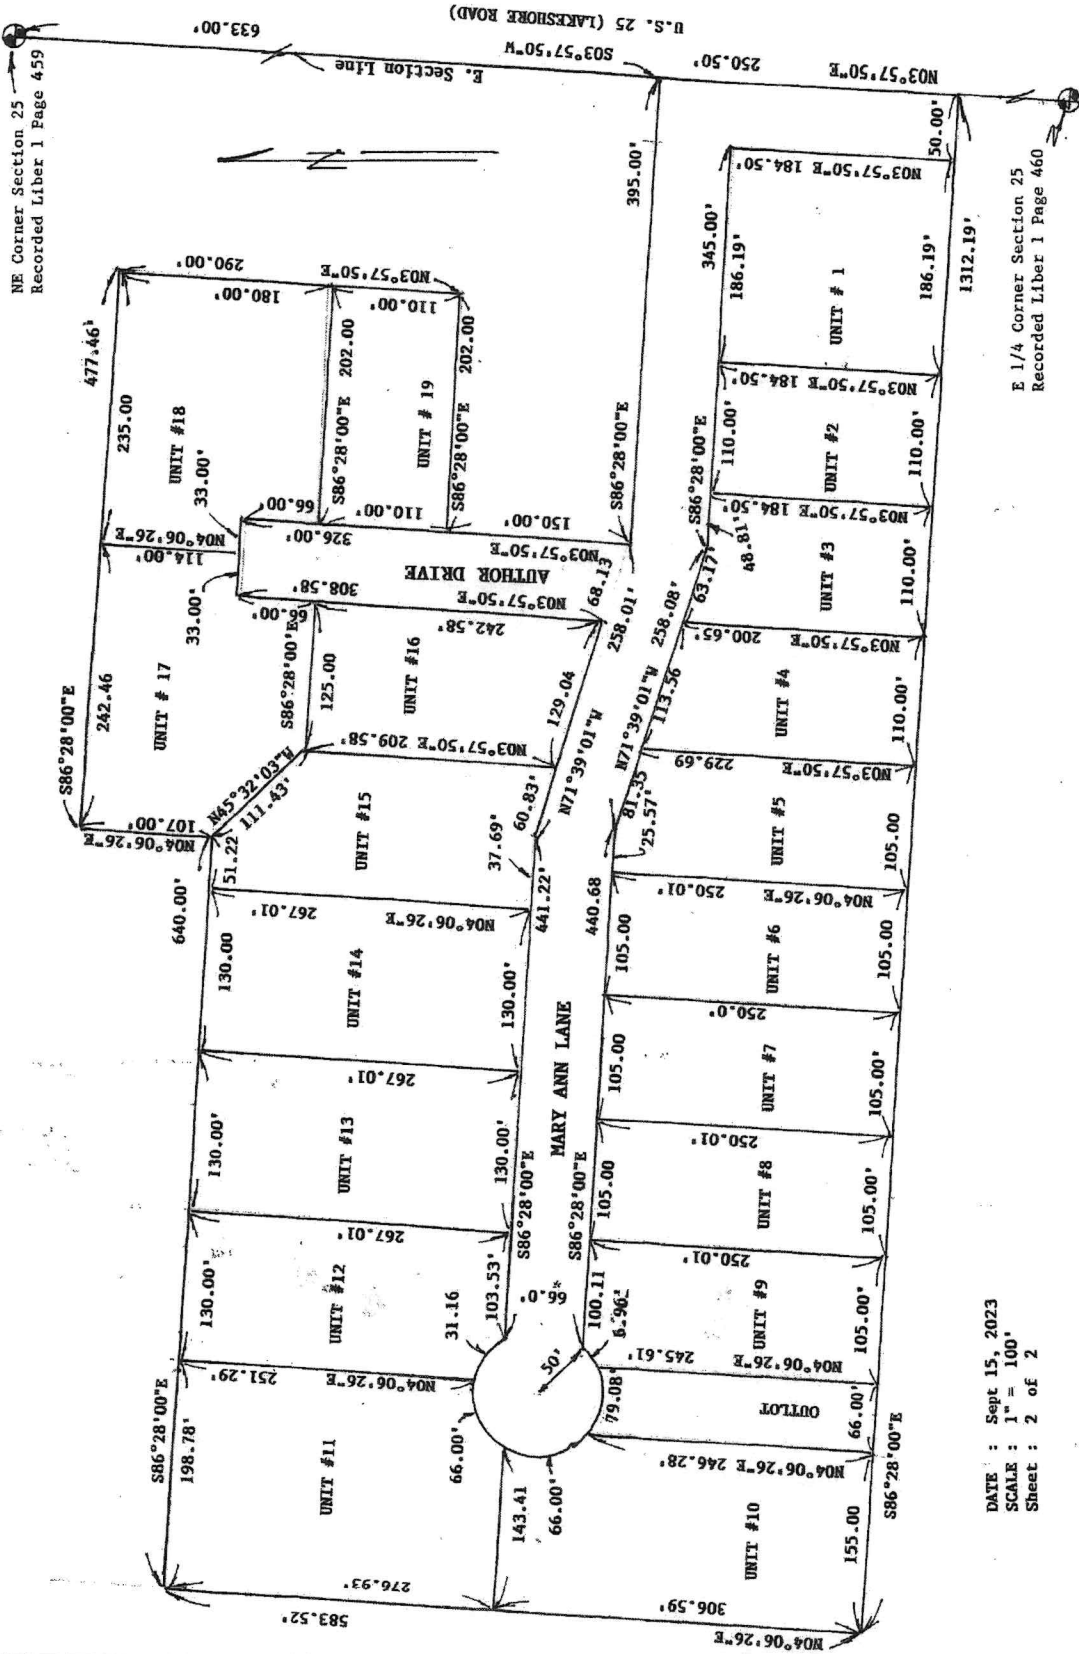 NE Corner Section 25
Recorded Liber 1 Page 459
633.00'
E. Section Line
S03°57'50"W
U.S. 25 (LAKESHORE ROAD)
250.50'
N03°57'50"E
E 1/4 Corner Section 25
Recorded Liber 1 Page 460
477.46'
235.00
UNIT #18
33.00'
N04°06'26"E
114.00'
290.00'
180.00'
N03°57'50"E
110.00'
S86°28'00"E 202.00
UNIT # 19
S86°28'00"E 202.00
66.00'
326.00'
110.00'
150.00'
N03°57'50"E
AUTHOR DRIVE
S86°28'00"E
395.00'
S86°28'00"E
242.46
UNIT # 17
33.00'
107.00'
N04°06'26"E
N45°32'03"W
111.43'
S86°28'00"E
125.00
66.00'
308.58'
N03°57'50"E
242.58'
UNIT #16
N03°57'50"E 209.58'
68.13
258.01'
129.04
N71°39'01"W
60.83'
37.69'
441.22'
640.00'
51.22
UNIT #15
267.01'
N04°06'26"E
130.00
UNIT #14
130.00'
267.01'
130.00'
UNIT #13
130.00'
267.01'
130.00'
UNIT #12
31.16
103.53'
S86°28'00"E
251.29'
N04°06'26"E
S86°28'00"E
198.78'
UNIT #11
66.00'
276.93'
583.52'
143.41
66.00'
50'
66.0'
MARY ANN LANE
345.00'
186.19'
N03°57'50"E 184.50'
UNIT # 1
186.19'
50.00'
1312.19'
N03°57'50"E 184.50'
S86°28'00"E
110.00'
UNIT #2
110.00'
N03°57'50"E 184.50'
48.81'
63.17'
UNIT #3
110.00'
200.65'
N03°57'50"E
N71°39'01"W 258.08'
113.56
UNIT #4
110.00'
229.69
N03°57'50"E
81.35
25.57'
UNIT #5
105.00
250.01'
N04°06'26"E
440.68
105.00
UNIT #6
105.00
250.0'
105.00
UNIT #7
105.00'
250.01'
S86°28'00"E
105.00
UNIT #8
105.00'
250.01'
100.11
6.96'
UNIT #9
105.00'
245.61'
N04°06'26"E
79.08'
OUTLOT
66.00'
N04°06'26"E 246.28'
S86°28'00"E
UNIT #10
155.00
306.59'
N04°06'26"E
DATE : Sept 15, 2023
SCALE : 1" = 100'
Sheet : 2 of 2